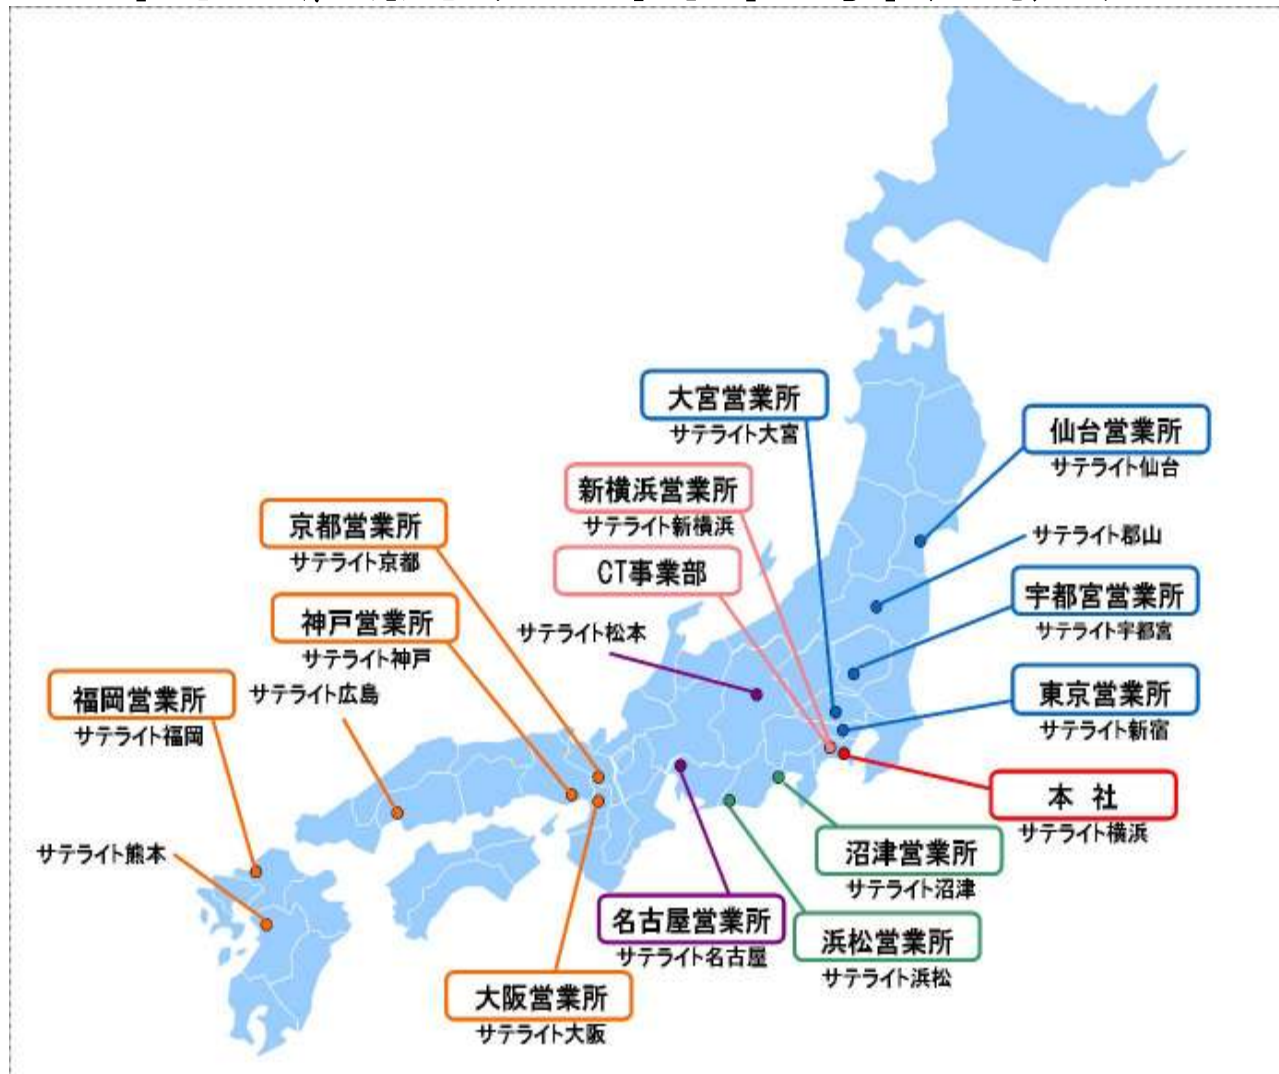 大宮営業所
サテライト大宮
仙台営業所
サテライト仙台
新横浜営業所
サテライト新横浜
京都営業所
サテライト京都
サテライト郡山
CT事業部
宇都宮営業所
サテライト宇都宮
神戸営業所
サテライト神戸
サテライト松本
サテライト広島
福岡営業所
サテライト福岡
東京営業所
サテライト新宿
本 社
サテライト横浜
サテライト熊本
沼津営業所
サテライト沼津
名古屋営業所
サテライト名古屋
浜松営業所
サテライト浜松
大阪営業所
サテライト大阪